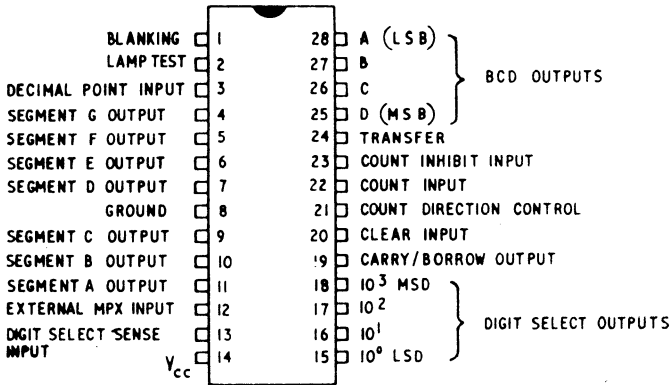 BLANKING 1 28 A (LSB)
LAMP TEST 2 27 B
DECIMAL POINT INPUT 3 26 C
BCD OUTPUTS
SEGMENT G OUTPUT 4 25 D (MSB)
SEGMENT F OUTPUT 5 24 TRANSFER
SEGMENT E OUTPUT 6 23 COUNT INHIBIT INPUT
SEGMENT D OUTPUT 7 22 COUNT INPUT
GROUND 8 21 COUNT DIRECTION CONTROL
SEGMENT C OUTPUT 9 20 CLEAR INPUT
SEGMENT B OUTPUT 10 19 CARRY/BORROW OUTPUT
SEGMENT A OUTPUT 11 18 10³ MSD
EXTERNAL MPX INPUT 12 17 10²
DIGIT SELECT OUTPUTS
DIGIT SELECT SENSE INPUT 13 16 10¹
Vcc 14 15 10⁰ LSD